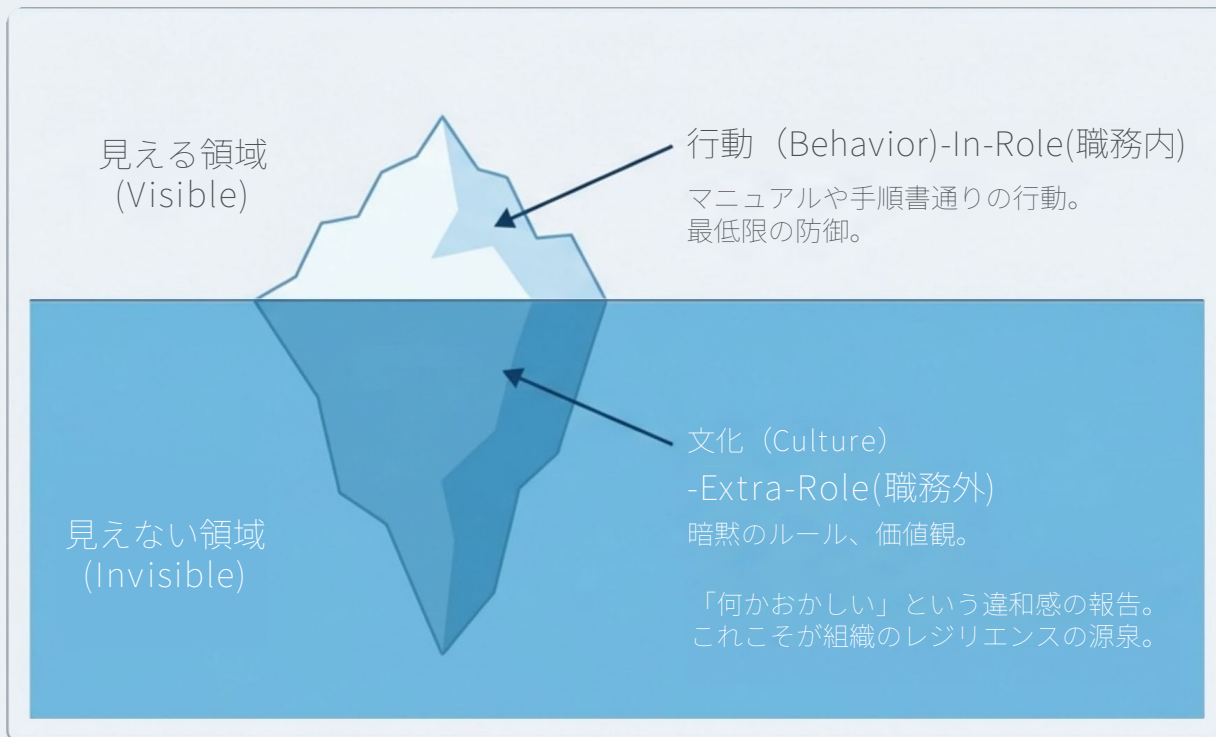 見える領域
(Visible)
行動（Behavior)-In-Role(職務内)
マニュアルや手順書通りの行動。
最低限の防御。
文化（Culture）
-Extra-Role(職務外)
暗黙のルール、価値観。
見えない領域
(Invisible)
「何かおかしい」という違和感の報告。
これこそが組織のレジリエンスの源泉。